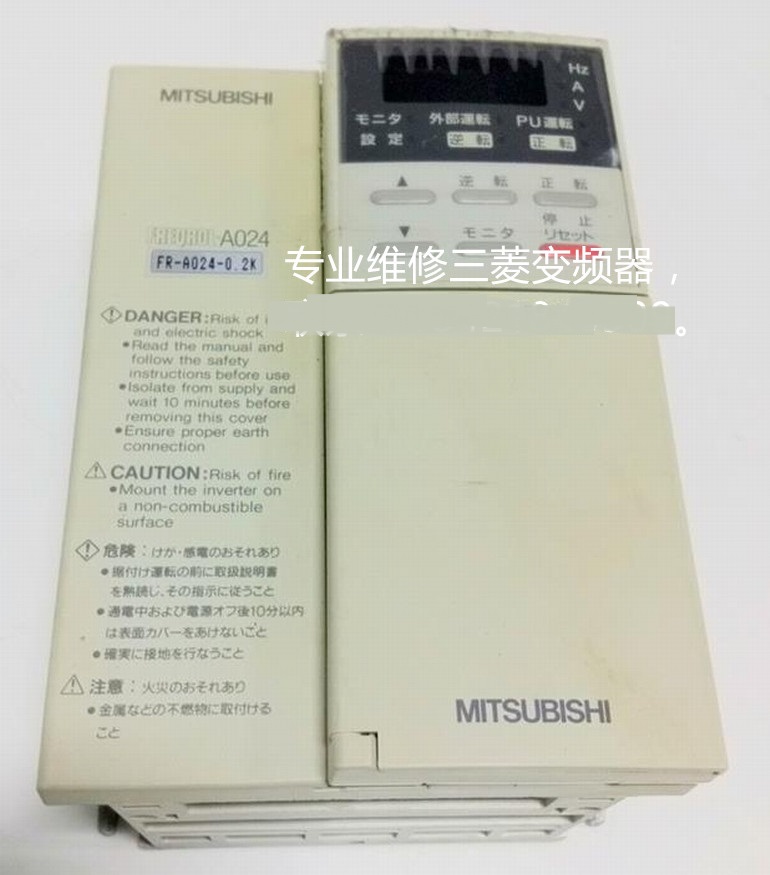 MITSUBISHI
FREQROL-A024
FR-A024-0.2K
DANGER:Risk of i
and electric shock
•Read the manual and
follow the safety
instructions before use
•Isolate from supply and
wait 10 minutes before
removing this cover
•Ensure proper earth
connection
CAUTION:Risk of fire
•Mount the inverter on
a non-combustible
surface
危険：けが・感電のおそれあり
•据付け運転の前に取扱説明書
を熟読し、その指示に従うこと
•通電中および電源オフ後10分以内
は表面カバーをあけないこと
•確実に接地を行なうこと
注意：火災のおそれあり
•金属などの不燃物に取付ける
こと
Hz
A
V
モニタ 外部運転 PU運転
設定 逆転 正転
▲ 逆転 正転
停止
▼ モニタ リセット
专业维修三菱变频器，
MITSUBISHI